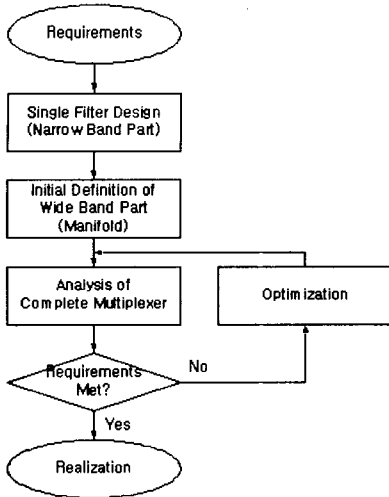 Requirements
Single Filter Design
(Narrow Band Part)
Initial Definition of
Wide Band Part
(Manifold)
Analysis of
Complete Multiplexer
Optimization
Requirements
Met?
No
Yes
Realization